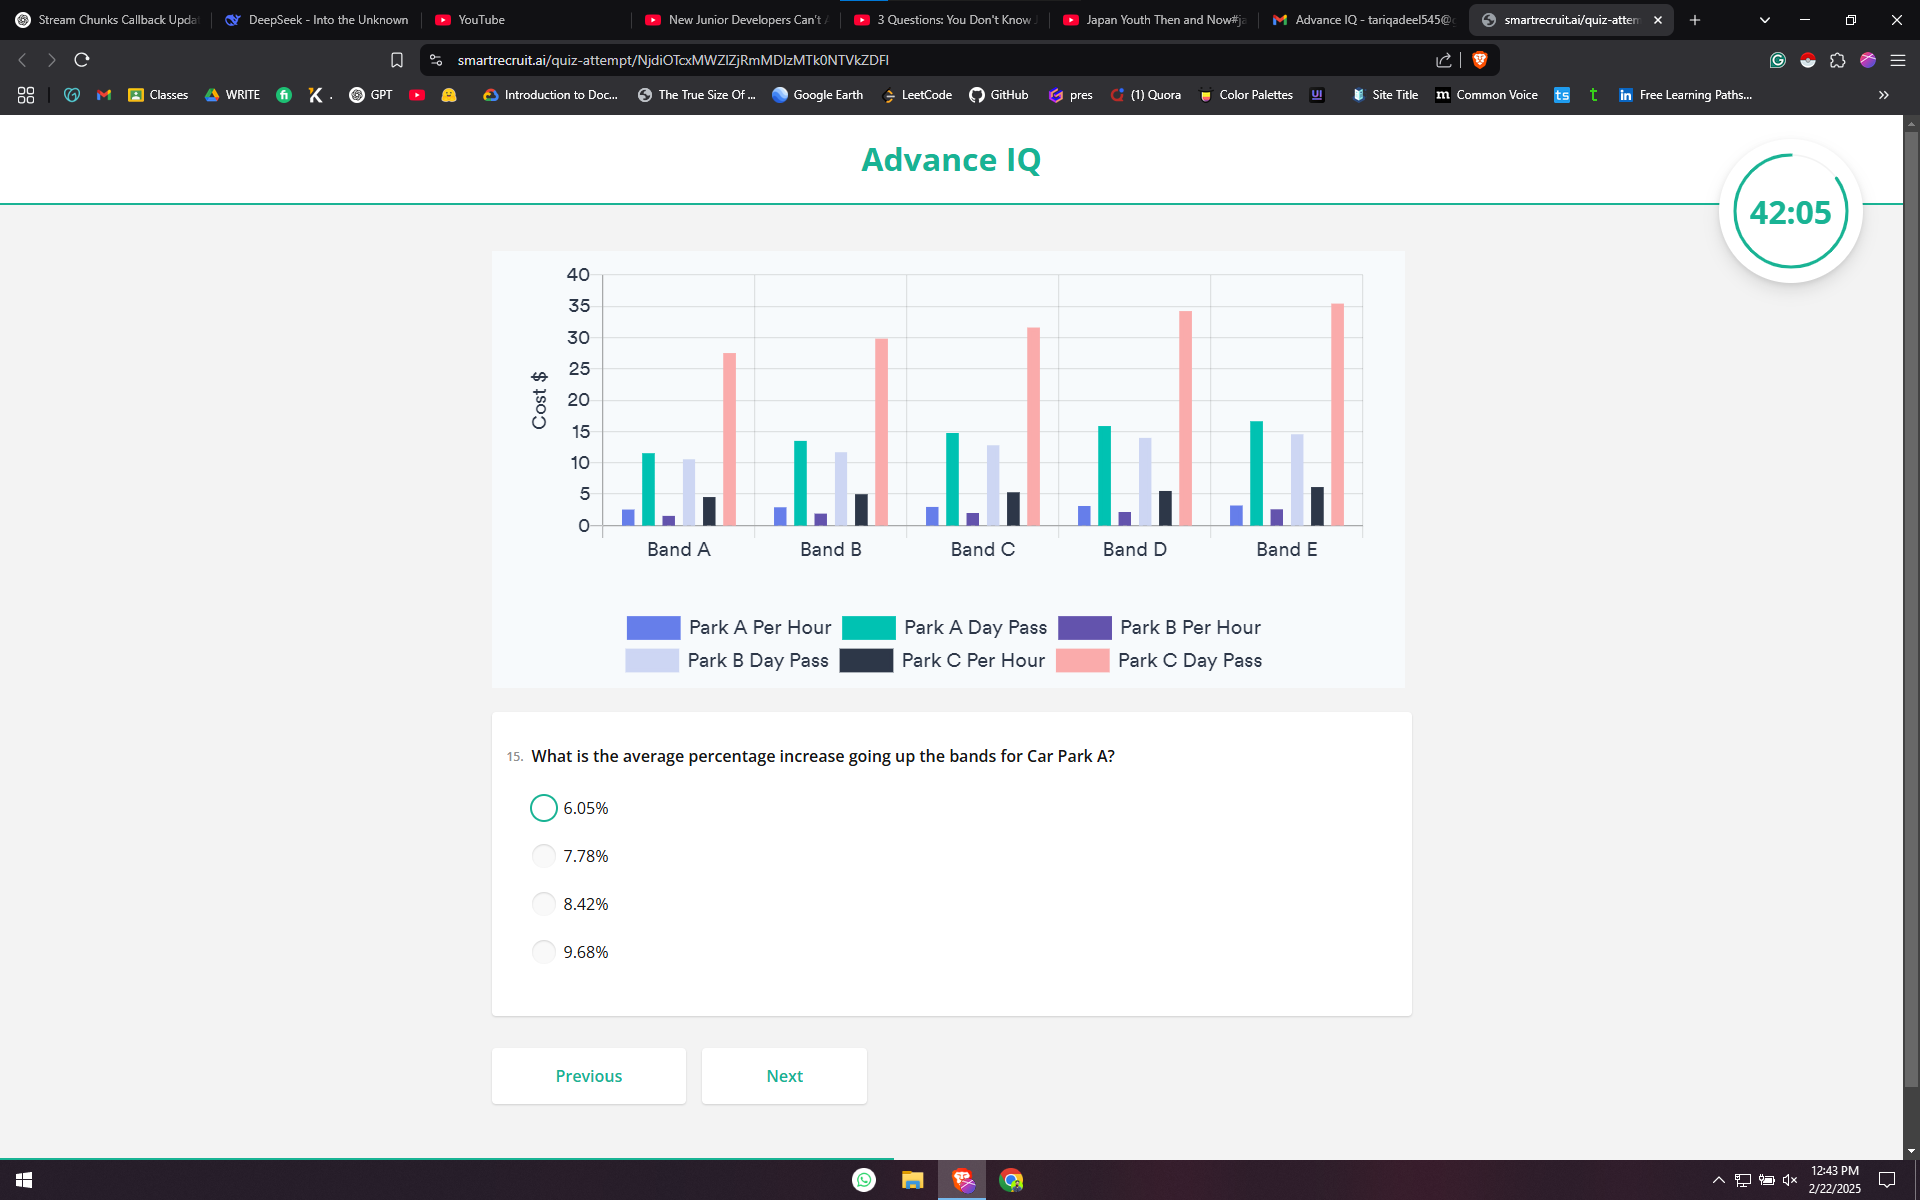 Stream Chunks Callback Upda
DeepSeek - Into the Unknown
YouTube
New Junior Developers Can't
3 Questions: You Don't Know
Japan Youth Then and Now#j
Advance IQ - tariqadeel545@
smartrecruit.ai/quiz-attem
smartrecruit.ai/quiz-attempt/
Classes
WRITE
GPT
Introduction to Doc...
The True Size Of ...
Google Earth
LeetCode
GitHub
pres
(1) Quora
Color Palettes
UI
Site Title
m Common Voice
ts
t
in Free Learning Paths...
Advance IQ
42:05
40
35
30
25
20
15
10
5
0
Cost $
Band A Band B Band C Band D Band E
Park A Per Hour Park A Day Pass Park B Per Hour
Park B Day Pass Park C Per Hour Park C Day Pass
15. What is the average percentage increase going up the bands for Car Park A?
6.05%
7.78%
8.42%
9.68%
Previous Next
12:43 PM
2/22/2025